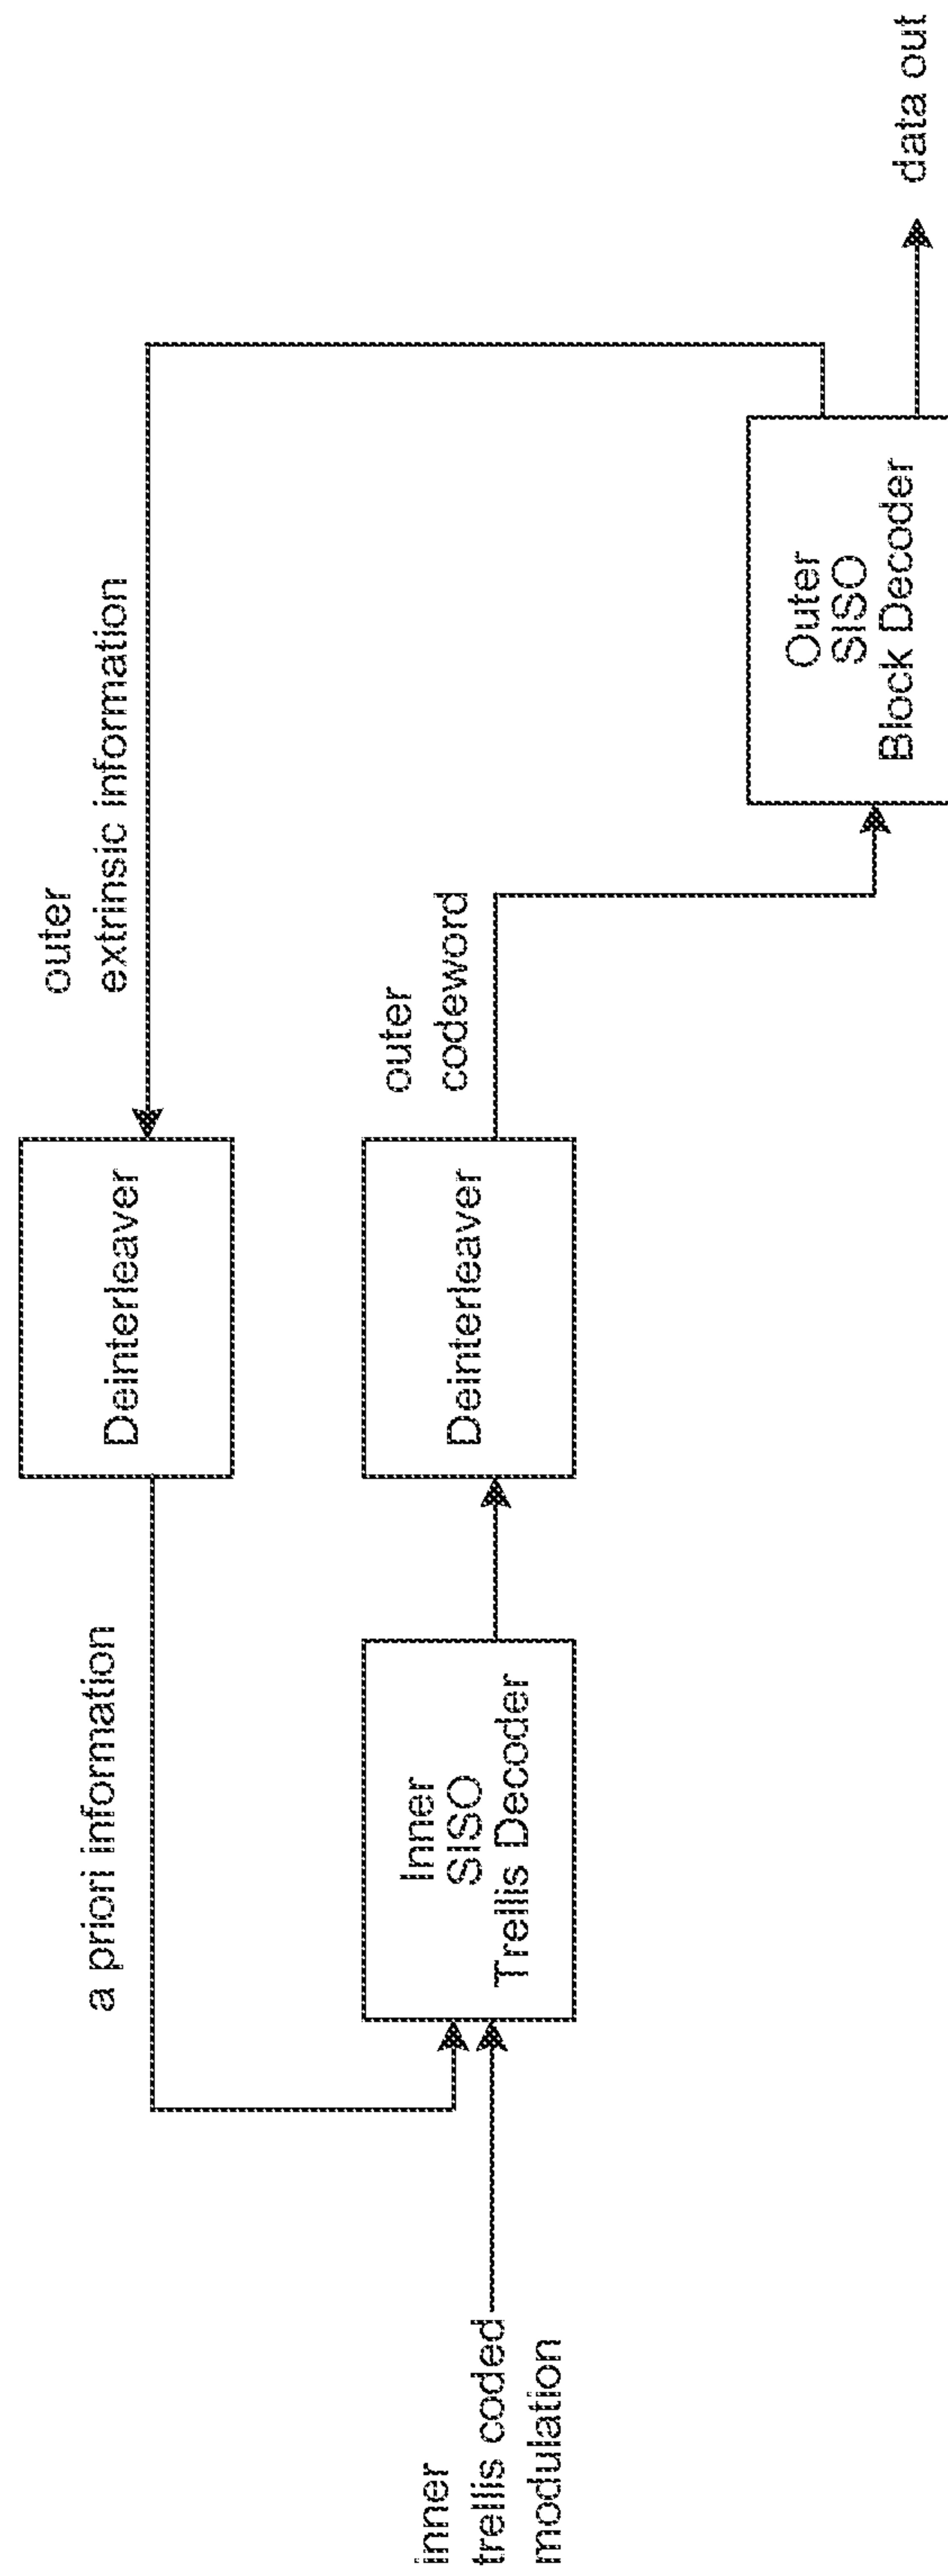 outer
extrinsic information
a priori information
Deinterleaver
outer
codeword
Deinterleaver
Inner
SISO
Trellis Decoder
inner
trellis coded
modulation
Outer
SISO
Block Decoder
data out